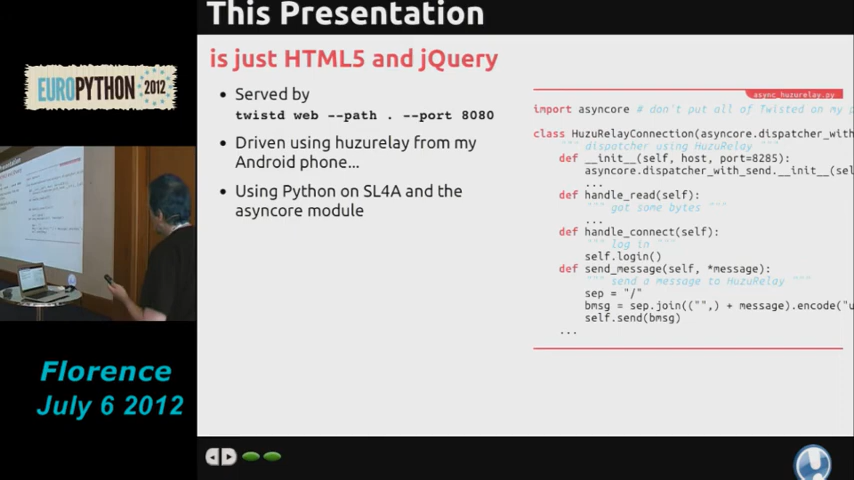 This Presentation
is just HTML5 and jQuery
EUROPYTHON 2012
• Served by
twistd web --path . --port 8080
• Driven using huzurelay from my
Android phone...
• Using Python on SL4A and the
asyncore module
async_huzurelay.py
import asyncore # don't put all of Twisted on my p
class HuzuRelayConnection(asyncore.dispatcher_with
""" dispatcher using HuzuRelay """
def __init__(self, host, port=8285):
asyncore.dispatcher_with_send.__init__(sel
...
def handle_read(self):
""" got some bytes """
...
def handle_connect(self):
""" log in """
self.login()
def send_message(self, *message):
""" send a message to HuzuRelay """
sep = "/"
bmsg = sep.join(("",) + message).encode("u
self.send(bmsg)
...
Florence
July 6 2012